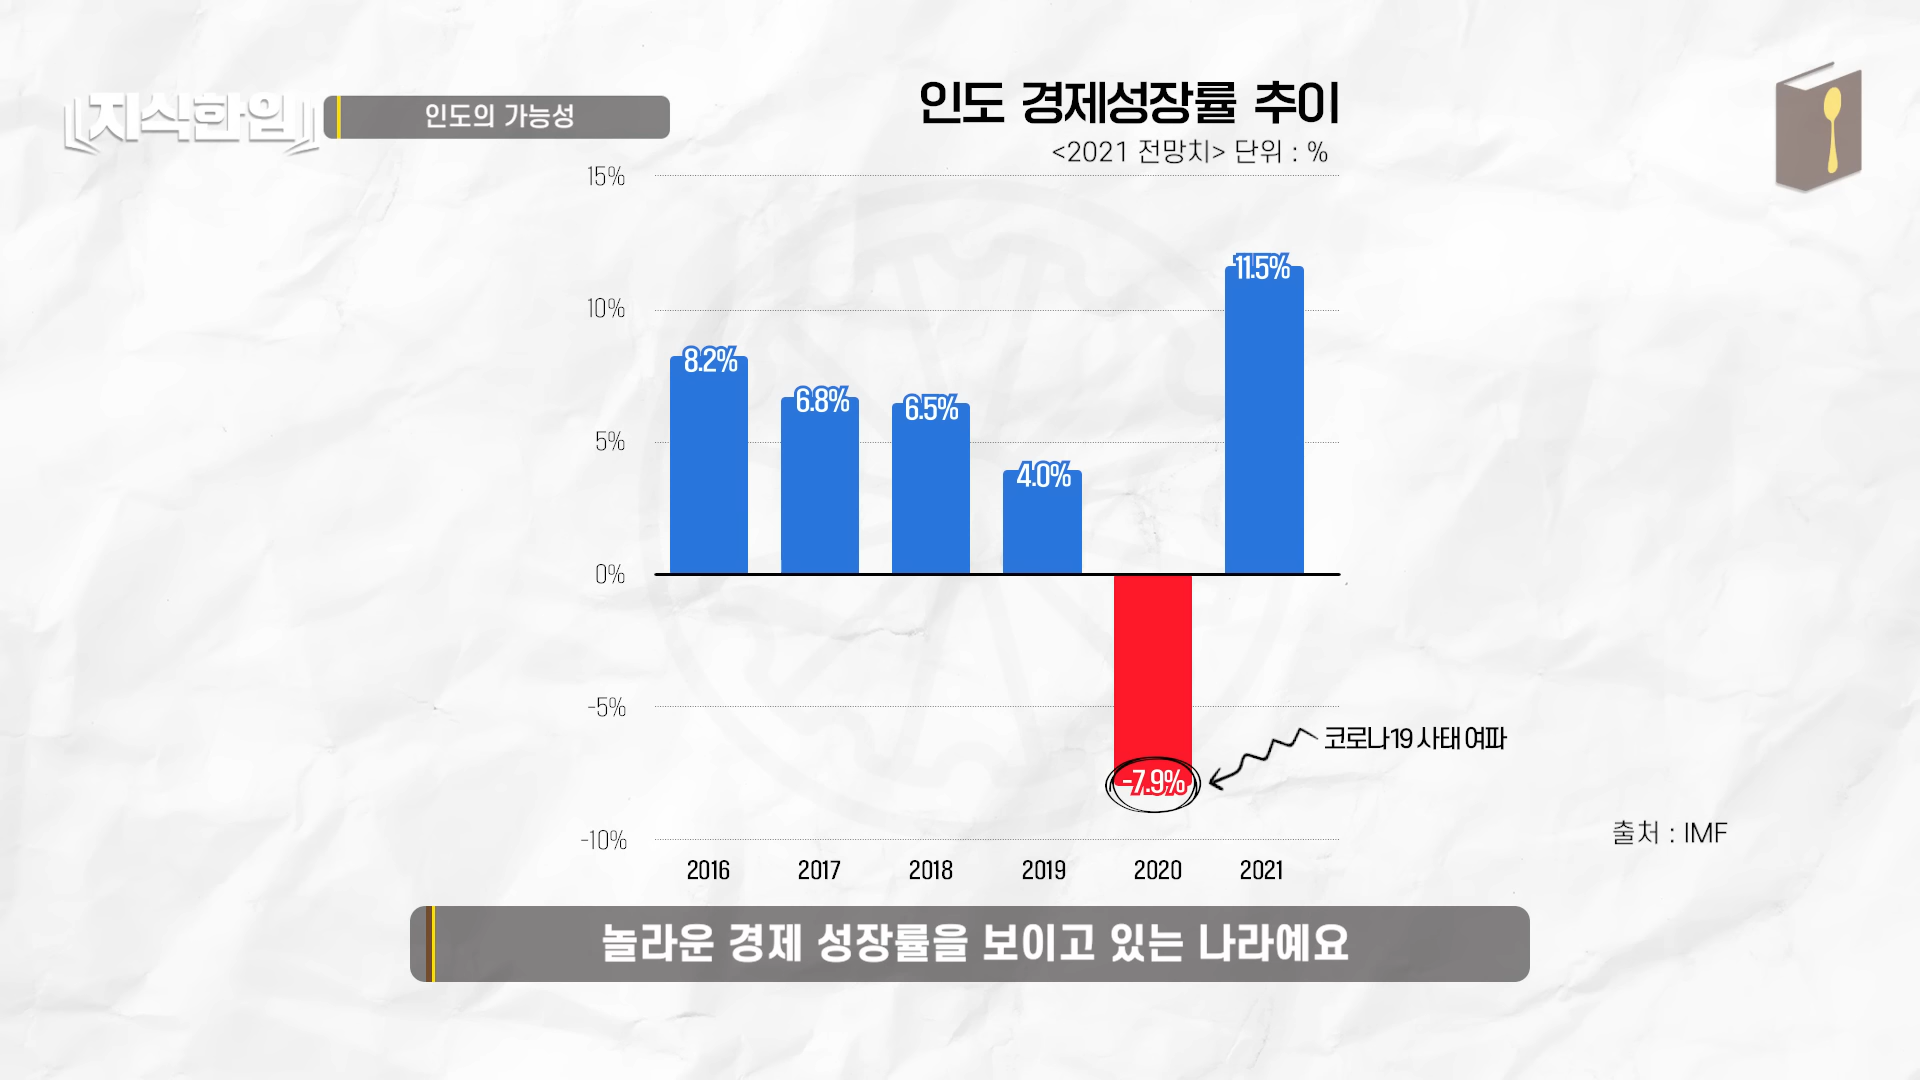 지식한입
인도의 가능성
인도 경제성장률 추이
<2021 전망치> 단위 : %
15%
10%
5%
0%
-5%
-10%
8.2%
6.8%
6.5%
4.0%
-7.9%
11.5%
코로나19 사태 여파
2016
2017
2018
2019
2020
2021
출처 : IMF
놀라운 경제 성장률을 보이고 있는 나라예요